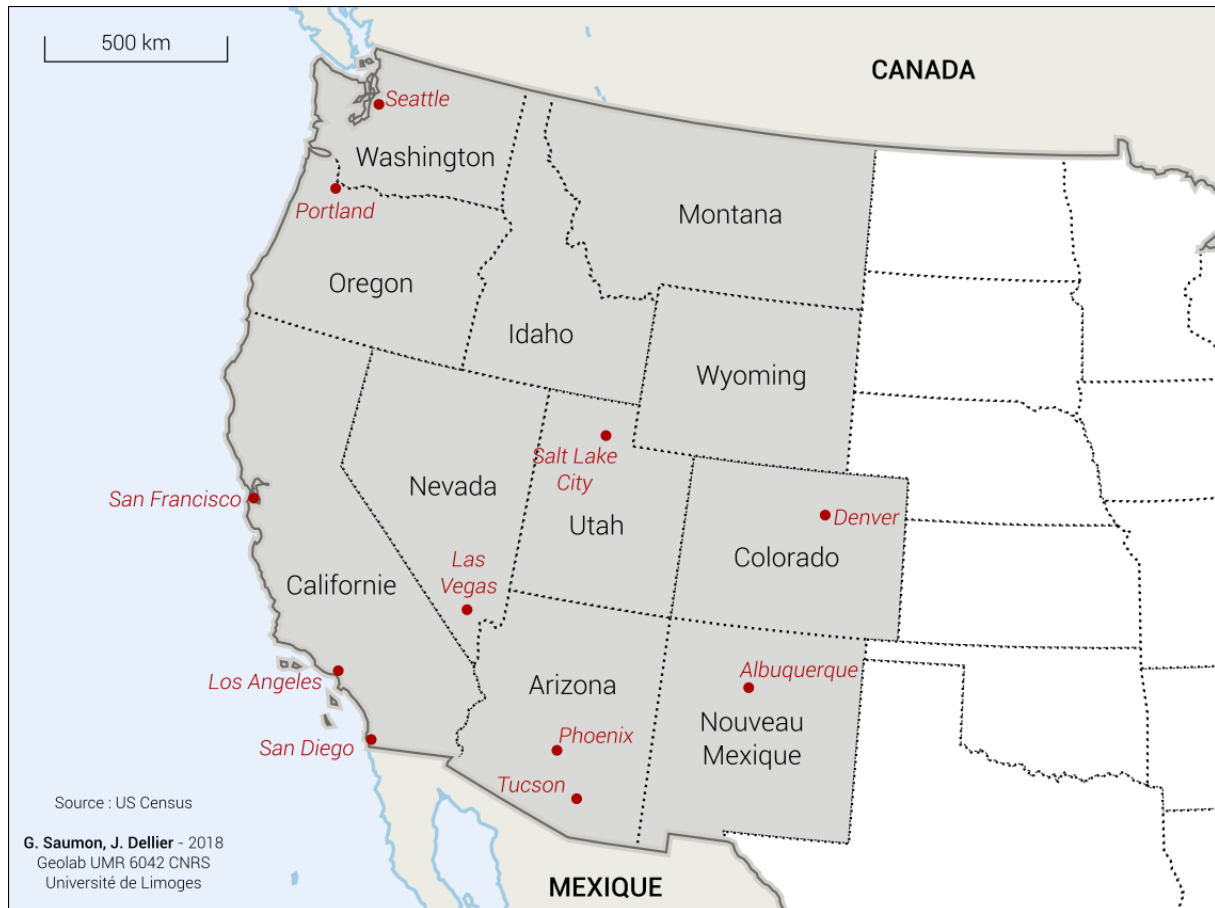 500 km
CANADA
Seattle
Washington
Portland
Montana
Oregon
Idaho
Wyoming
Salt Lake
City
Nevada
San Francisco
Utah
Denver
Colorado
Las
Vegas
Californie
Los Angeles
Arizona
Albuquerque
Nouveau
Mexique
San Diego
Phoenix
Tucson
Source : US Census
G. Saumon, J. Dellier - 2018
Geolab UMR 6042 CNRS
Université de Limoges
MEXIQUE